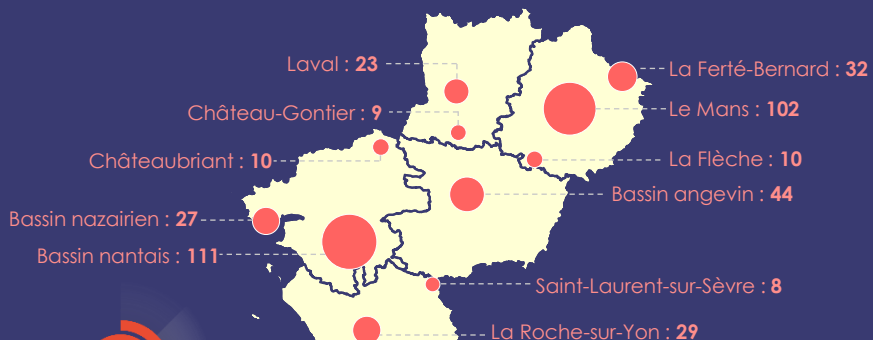 Laval : 23
La Ferté-Bernard : 32
Château-Gontier : 9
Le Mans : 102
Châteaubriant : 10
La Flèche : 10
Bassin angevin : 44
Bassin nazairien : 27
Bassin nantais : 111
Saint-Laurent-sur-Sèvre : 8
La Roche-sur-Yon : 29